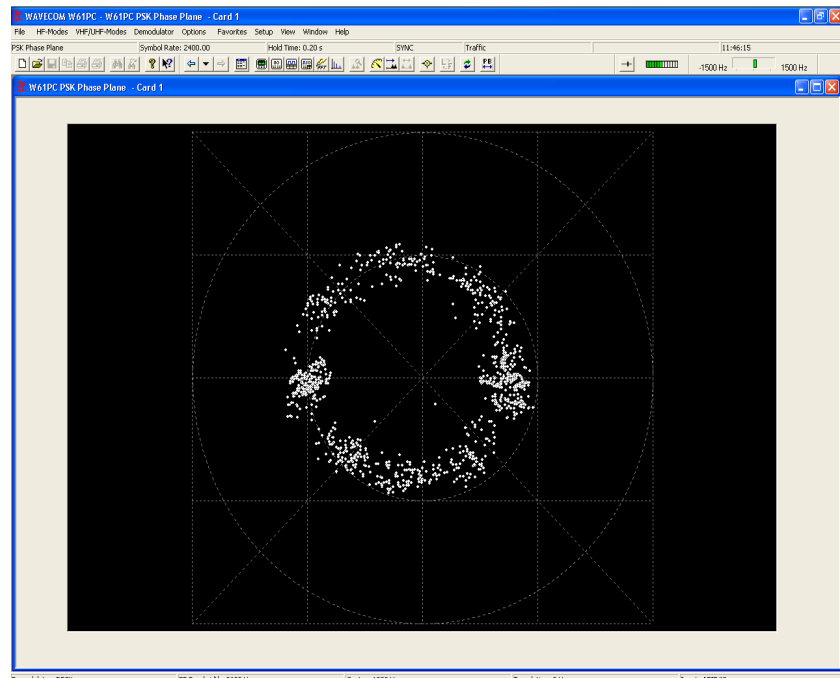 WAVECOM W61PC - W61PC PSK Phase Plane - Card 1
File HF-Modes VHF/UHF-Modes Demodulator Options Favorites Setup View Window Help
PSK Phase Plane Symbol Rate: 2400.00 Hold Time: 0.20 s SYNC Traffic 11:46:15
-1500 Hz 1500 Hz
W61PC PSK Phase Plane - Card 1